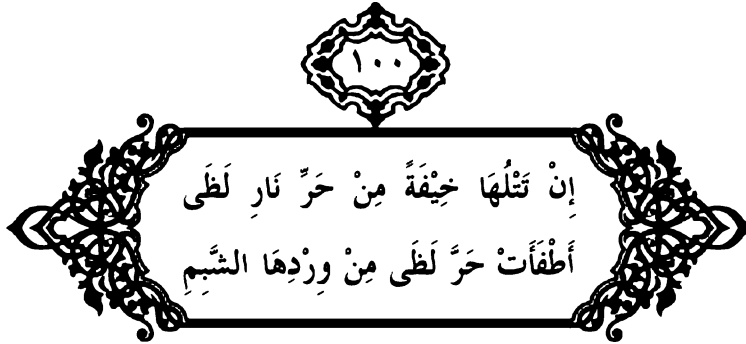 ١٠٠
إِنْ تَتْلُهَا خِيْفَةً مِنْ حَرِّ نَارِ لَظَى
أَطْفَأَتْ حَرَّ لَظَى مِنْ وِرْدِهَا الشَّبِمِ